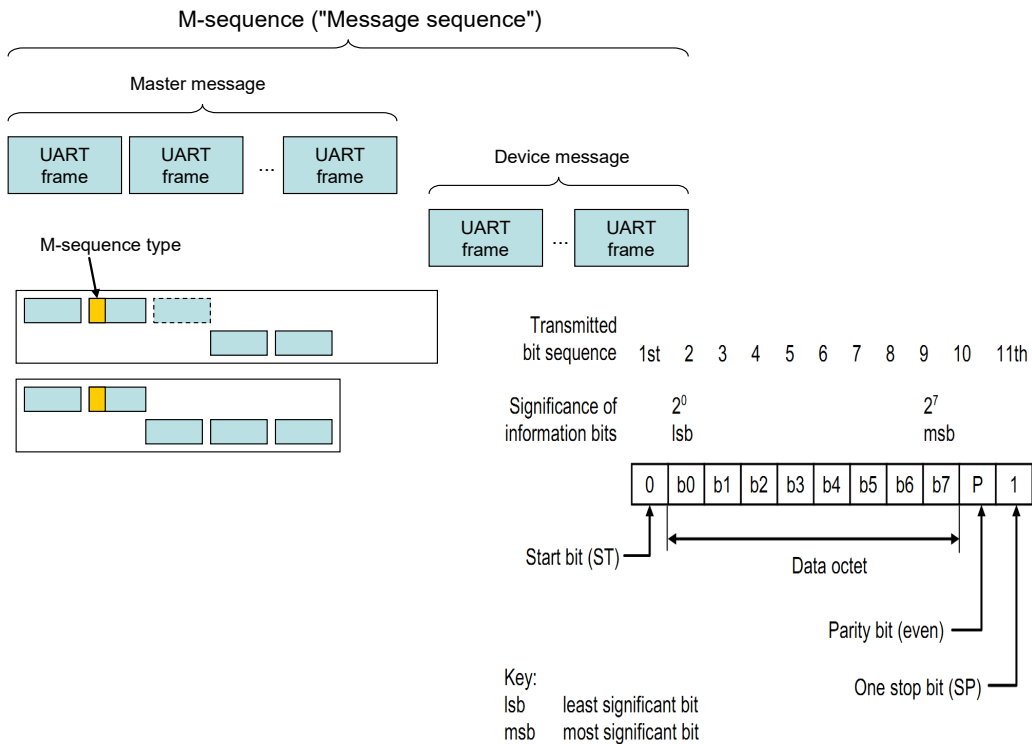 M-sequence ("Message sequence")
Master message
UART
frame
UART
frame
...
UART
frame
Device message
UART
frame
...
UART
frame
M-sequence type
Transmitted
bit sequence
1st 2 3 4 5 6 7 8 9 10 11th
Significance of
information bits
2⁰
lsb
2⁷
msb
0 b0 b1 b2 b3 b4 b5 b6 b7 P 1
Start bit (ST)
Data octet
Parity bit (even)
One stop bit (SP)
Key:
lsb least significant bit
msb most significant bit